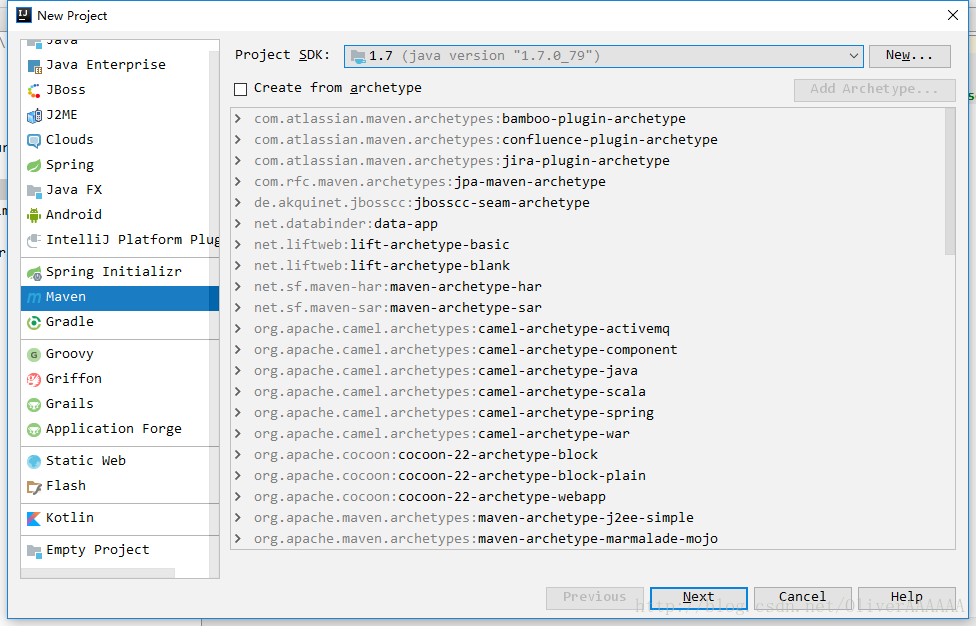 New Project
Java
Java Enterprise
JBoss
J2ME
Clouds
Spring
Java FX
Android
IntelliJ Platform Plug
Spring Initializr
Maven
Gradle
Groovy
Griffon
Grails
Application Forge
Static Web
Flash
Kotlin
Empty Project
Project SDK: 1.7 (java version "1.7.0_79") New...
Create from archetype Add Archetype...
com.atlassian.maven.archetypes:bamboo-plugin-archetype
com.atlassian.maven.archetypes:confluence-plugin-archetype
com.atlassian.maven.archetypes:jira-plugin-archetype
com.rfc.maven.archetypes:jpa-maven-archetype
de.akquinet.jbosscc:jbosscc-seam-archetype
net.databinder:data-app
net.liftweb:lift-archetype-basic
net.liftweb:lift-archetype-blank
net.sf.maven-har:maven-archetype-har
net.sf.maven-sar:maven-archetype-sar
org.apache.camel.archetypes:camel-archetype-activemq
org.apache.camel.archetypes:camel-archetype-component
org.apache.camel.archetypes:camel-archetype-java
org.apache.camel.archetypes:camel-archetype-scala
org.apache.camel.archetypes:camel-archetype-spring
org.apache.camel.archetypes:camel-archetype-war
org.apache.cocoon:cocoon-22-archetype-block
org.apache.cocoon:cocoon-22-archetype-block-plain
org.apache.cocoon:cocoon-22-archetype-webapp
org.apache.maven.archetypes:maven-archetype-j2ee-simple
org.apache.maven.archetypes:maven-archetype-marmalade-mojo
Previous Next Cancel Help